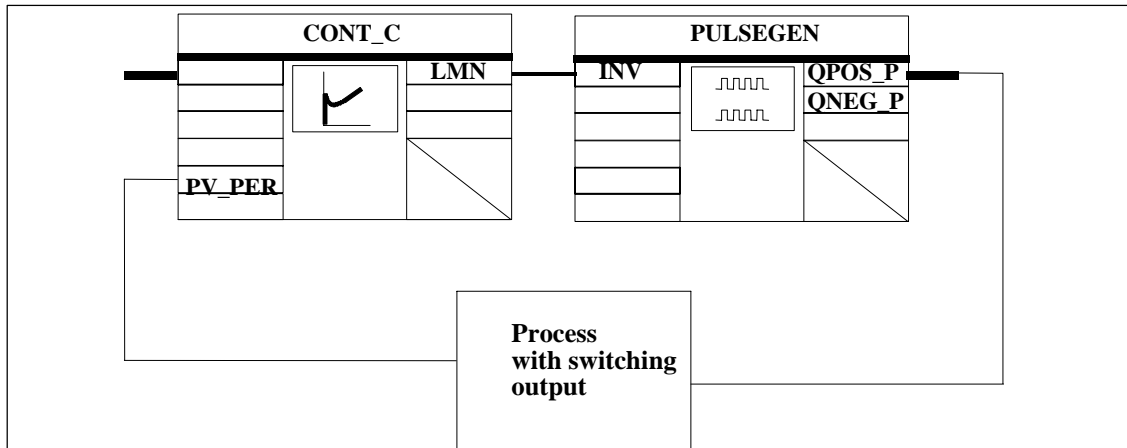 CONT_C
PULSEGEN
LMN
INV
QPOS_P
QNEG_P
PV_PER
Process
with switching
output